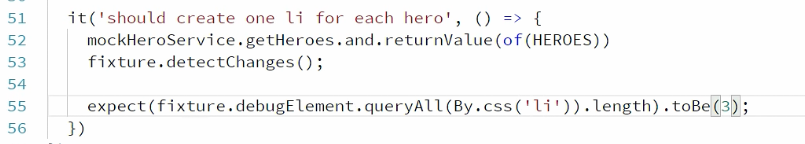 51 it('should create one li for each hero', () => {
52 mockHeroService.getHeroes.and.returnValue(of(HEROES))
53 fixture.detectChanges();
54
55 expect(fixture.debugElement.queryAll(By.css('li')).length).toBe(3);
56 })